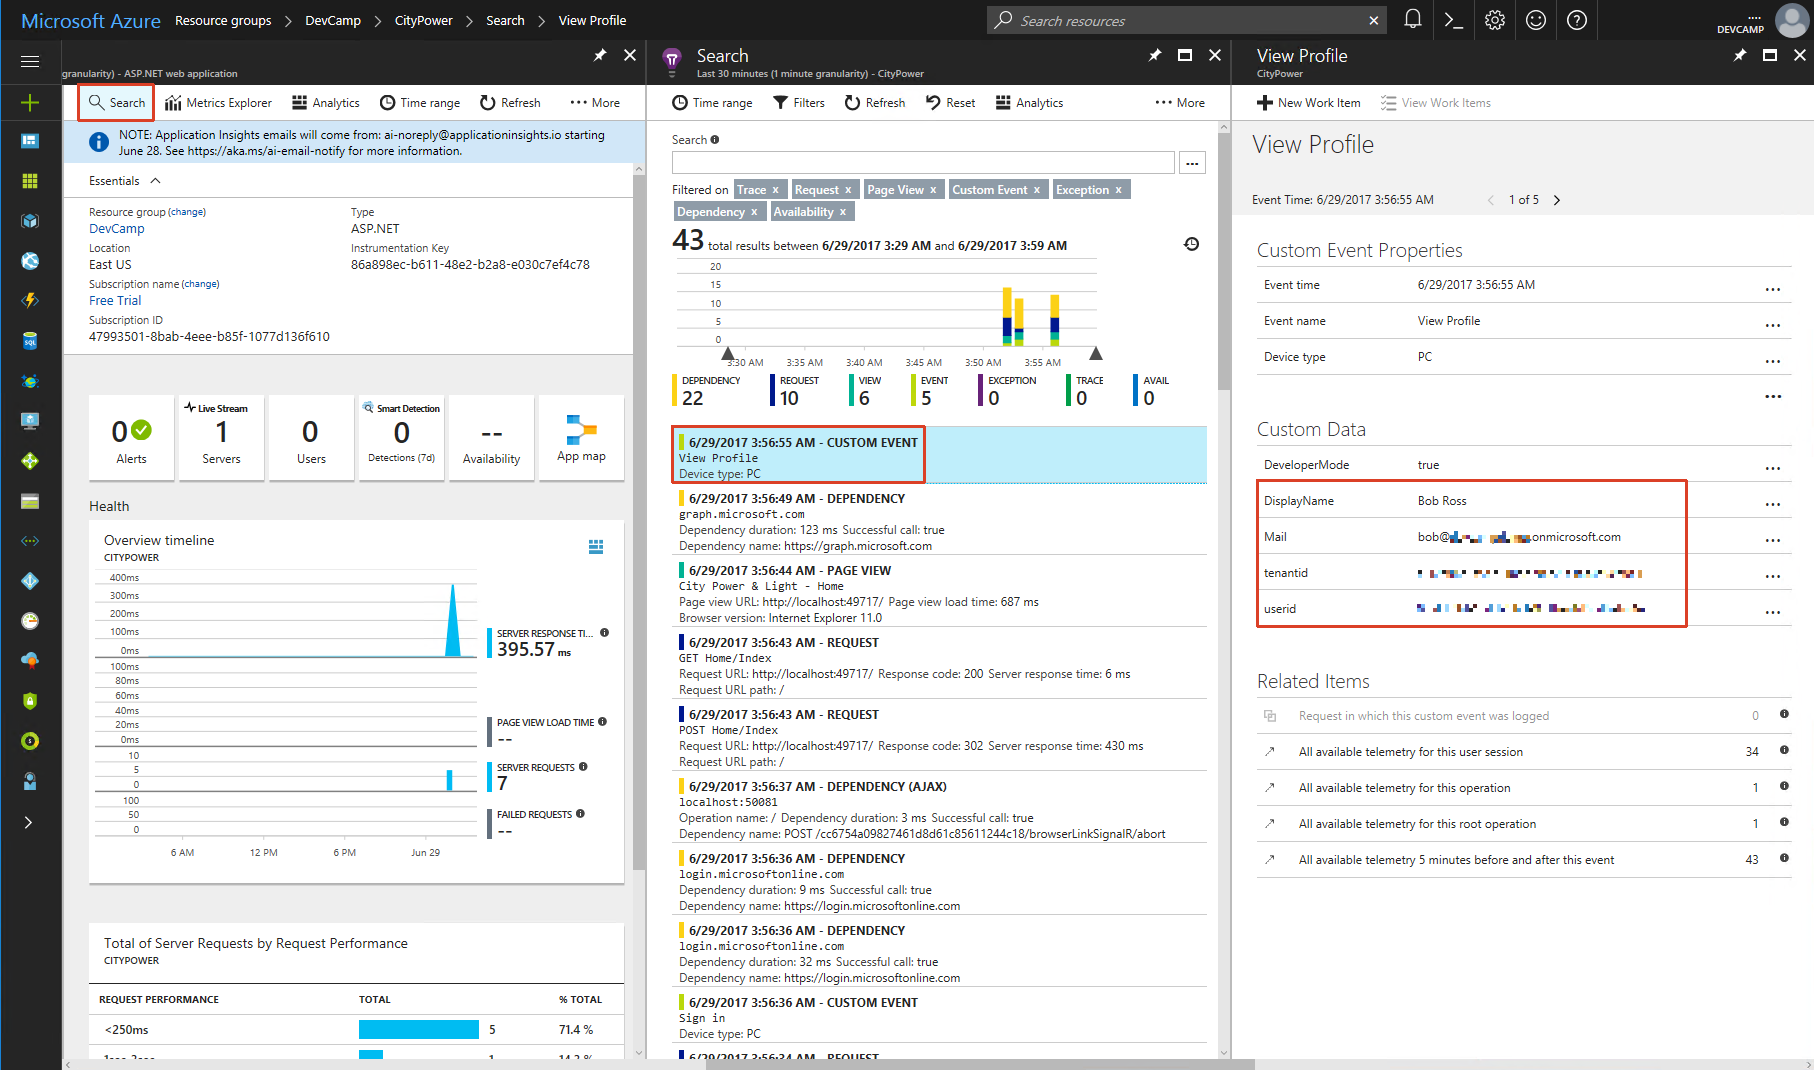 Microsoft Azure Resource groups > DevCamp > CityPower > Search > View Profile
Search resources
DEVCAMP
granularity) - ASP.NET web application
Search Metrics Explorer Analytics Time range Refresh ... More
NOTE: Application Insights emails will come from: ai-noreply@applicationinsights.io starting
June 28. See https://aka.ms/ai-email-notify for more information.
Essentials
Resource group (change)
DevCamp
Location
East US
Subscription name (change)
Free Trial
Subscription ID
47993501-8bab-4eee-b85f-1077d136f610
Type
ASP.NET
Instrumentation Key
86a898ec-b611-48e2-b2a8-e030c7ef4c78
0
Alerts
Live Stream
1
Servers
0
Users
Smart Detection
0
Detections (7d)
--
Availability
App map
Health
Overview timeline
CITYPOWER
400ms
300ms
200ms
100ms
0ms
SERVER RESPONSE TI...
395.57 ms
100ms
80ms
60ms
40ms
20ms
0ms
PAGE VIEW LOAD TIME
--
10
5
0
SERVER REQUESTS
7
100
50
0
FAILED REQUESTS
--
6 AM 12 PM 6 PM Jun 29
Total of Server Requests by Request Performance
CITYPOWER
REQUEST PERFORMANCE TOTAL % TOTAL
<250ms 5 71.4 %
Search
Last 30 minutes (1 minute granularity) - CityPower
Time range Filters Refresh Reset Analytics ... More
Search
...
Filtered on Trace x Request x Page View x Custom Event x Exception x
Dependency x Availability x
43 total results between 6/29/2017 3:29 AM and 6/29/2017 3:59 AM
20
15
10
5
0
3:30 AM 3:35 AM 3:40 AM 3:45 AM 3:50 AM 3:55 AM
DEPENDENCY REQUEST VIEW EVENT EXCEPTION TRACE AVAIL
22 10 6 5 0 0 0
6/29/2017 3:56:55 AM - CUSTOM EVENT
View Profile
Device type: PC
6/29/2017 3:56:49 AM - DEPENDENCY
graph.microsoft.com
Dependency duration: 123 ms Successful call: true
Dependency name: https://graph.microsoft.com
6/29/2017 3:56:44 AM - PAGE VIEW
City Power & Light - Home
Page view URL: http://localhost:49717/ Page view load time: 687 ms
Browser version: Internet Explorer 11.0
6/29/2017 3:56:43 AM - REQUEST
GET Home/Index
Request URL: http://localhost:49717/ Response code: 200 Server response time: 6 ms
Request URL path: /
6/29/2017 3:56:43 AM - REQUEST
POST Home/Index
Request URL: http://localhost:49717/ Response code: 302 Server response time: 430 ms
Request URL path: /
6/29/2017 3:56:37 AM - DEPENDENCY (AJAX)
localhost:50081
Operation name: / Dependency duration: 3 ms Successful call: true
Dependency name: POST /cc6754a09827461d8d61c85611244c18/browserLinkSignalR/abort
6/29/2017 3:56:36 AM - DEPENDENCY
login.microsoftonline.com
Dependency duration: 9 ms Successful call: true
Dependency name: https://login.microsoftonline.com
6/29/2017 3:56:36 AM - DEPENDENCY
login.microsoftonline.com
Dependency duration: 32 ms Successful call: true
Dependency name: https://login.microsoftonline.com
6/29/2017 3:56:36 AM - CUSTOM EVENT
Sign in
Device type: PC
6/29/2017 3:56:34 AM - REQUEST
View Profile
CityPower
New Work Item View Work Items
View Profile
Event Time: 6/29/2017 3:56:55 AM 1 of 5
Custom Event Properties
Event time 6/29/2017 3:56:55 AM ...
Event name View Profile ...
Device type PC ...
...
Custom Data
DeveloperMode true ...
DisplayName Bob Ross ...
Mail bob@ .onmicrosoft.com ...
tenantid ...
userid ...
Related Items
Request in which this custom event was logged 0
All available telemetry for this user session 34
All available telemetry for this operation 1
All available telemetry for this root operation 1
All available telemetry 5 minutes before and after this event 43